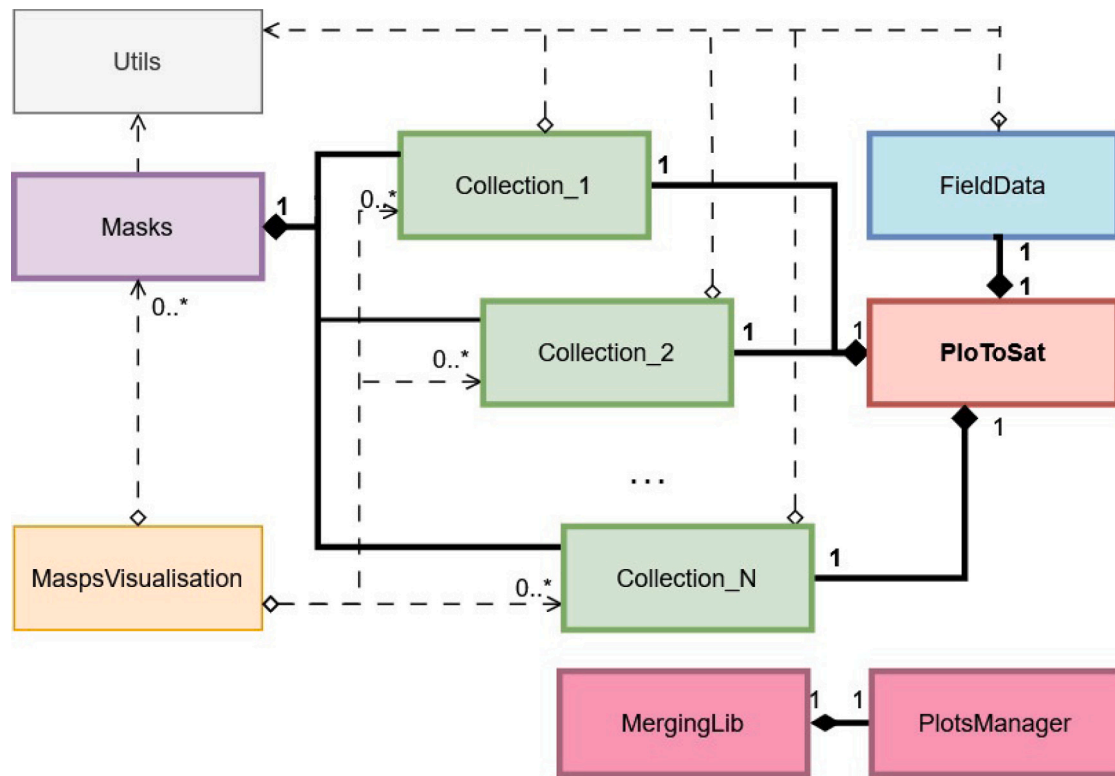 Utils
Collection_1
1
FieldData
0..*
Masks
1
1
0..*
1
Collection_2
1
1
PloToSat
0..*
1
...
MaspsVisualisation
Collection_N
1
0..*
MergingLib
1
1
PlotsManager